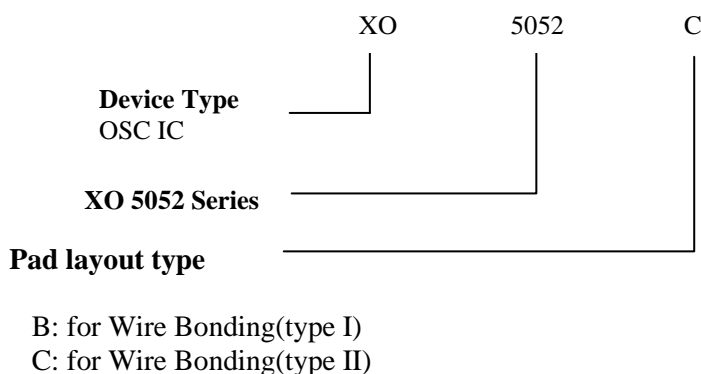 XO 5052 C
Device Type
OSC IC
XO 5052 Series
Pad layout type
B: for Wire Bonding(type I)
C: for Wire Bonding(type II)